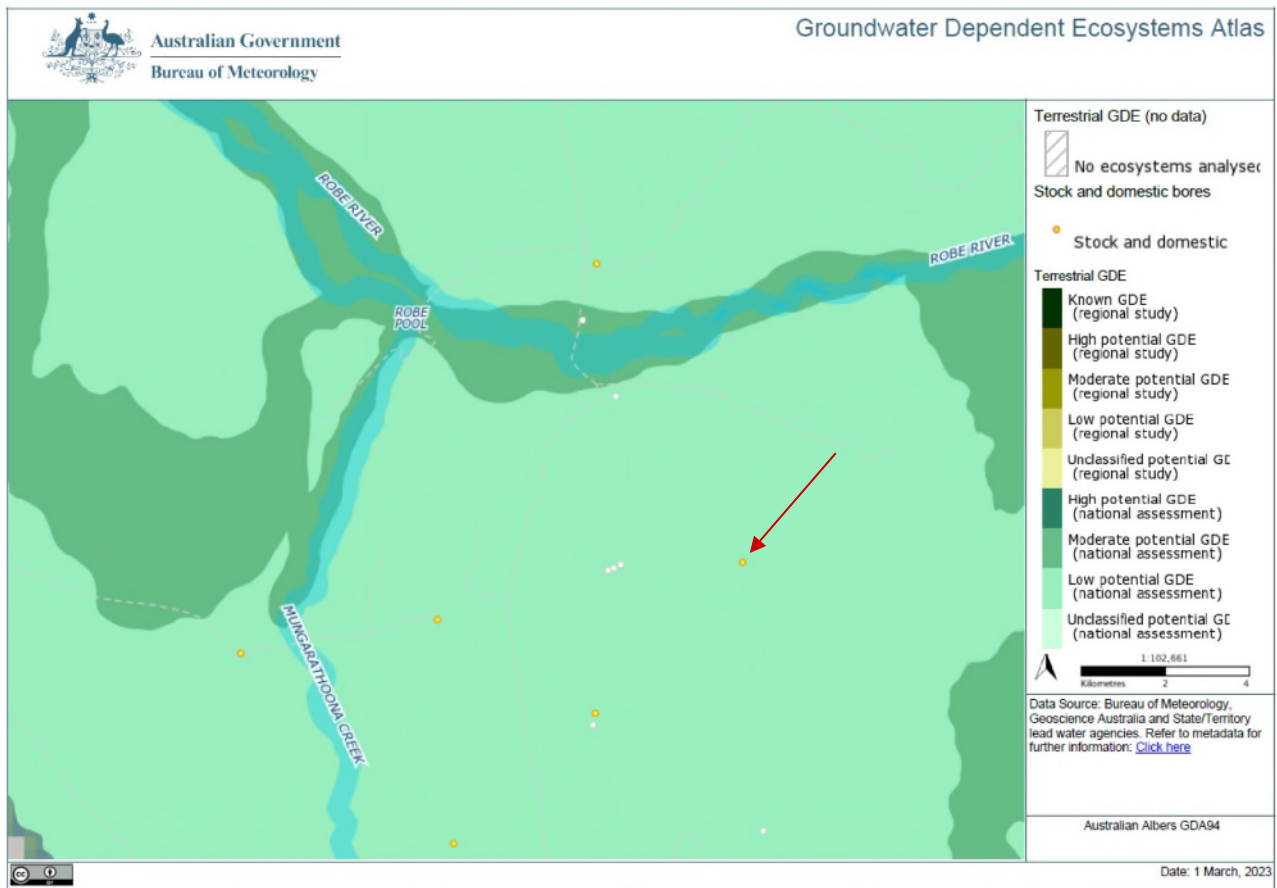 Australian Government
Bureau of Meteorology
Groundwater Dependent Ecosystems Atlas
ROBE RIVER
ROBE RIVER
ROBE
POOL
MUNGARATHOONA CREEK
Terrestrial GDE (no data)
No ecosystems analysec
Stock and domestic bores
Stock and domestic
Terrestrial GDE
Known GDE
(regional study)
High potential GDE
(regional study)
Moderate potential GDE
(regional study)
Low potential GDE
(regional study)
Unclassified potential GE
(regional study)
High potential GDE
(national assessment)
Moderate potential GDE
(national assessment)
Low potential GDE
(national assessment)
Unclassified potential GE
(national assessment)
1:102,661
Kilometres 2 4
Data Source: Bureau of Meteorology,
Geoscience Australia and State/Territory
lead water agencies. Refer to metadata for
further information: Click here
Australian Albers GDA94
cc
BY
Date: 1 March, 2023